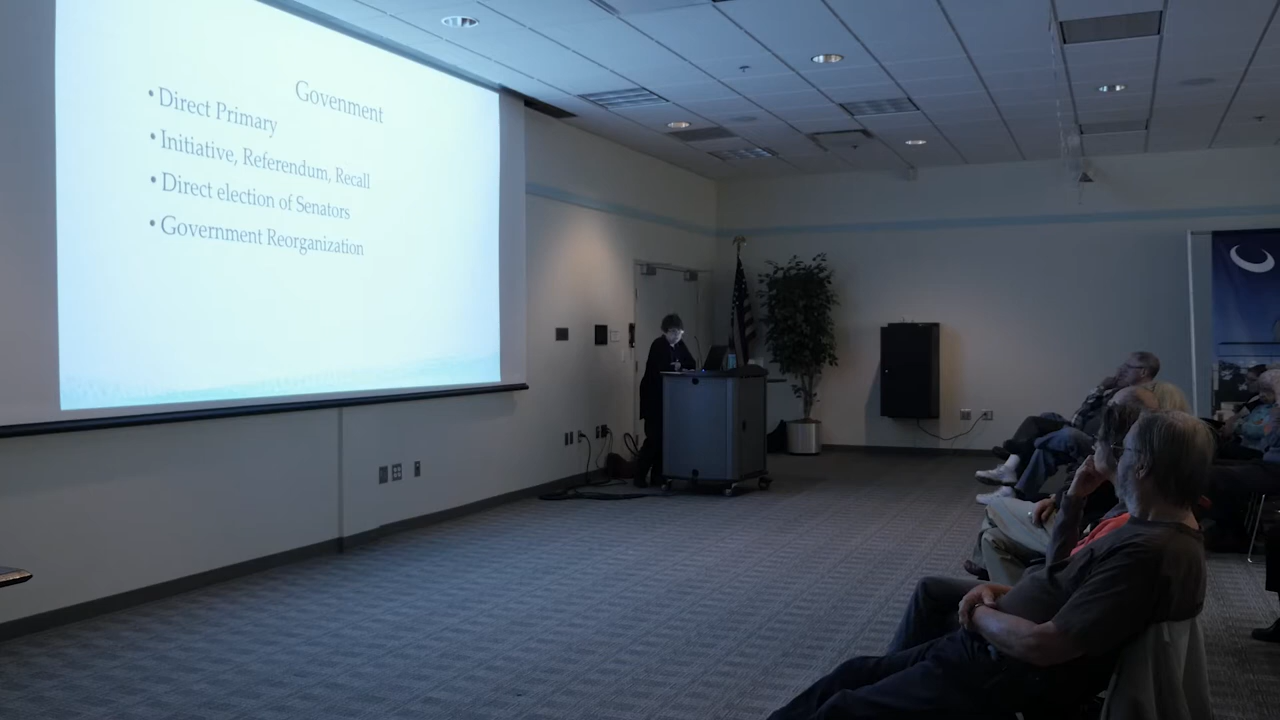 Govenment
• Direct Primary
• Initiative, Referendum, Recall
• Direct election of Senators
• Government Reorganization